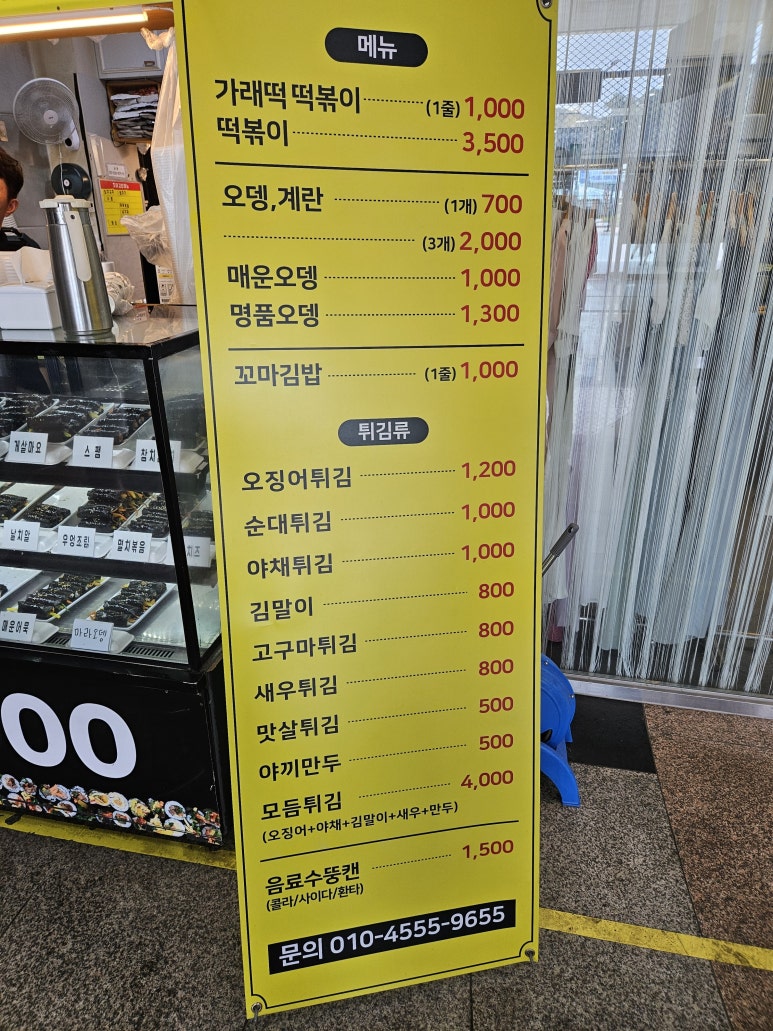 메뉴
가래떡 떡볶이 (1줄) 1,000
떡볶이 3,500
오뎅,계란 (1개) 700
(3개) 2,000
매운오뎅 1,000
명품오뎅 1,300
꼬마김밥 (1줄) 1,000
튀김류
오징어튀김 1,200
순대튀김 1,000
야채튀김 1,000
김말이 800
고구마튀김 800
새우튀김 800
맛살튀김 500
야끼만두 500
모듬튀김 4,000
(오징어+야채+김말이+새우+만두)
음료수뚱캔 1,500
(콜라/사이다/환타)
문의 010-4555-9655
게살마요
스팸
참치
날치알
우엉조림
멸치볶음
치즈
매운어묵
마라오뎅
00